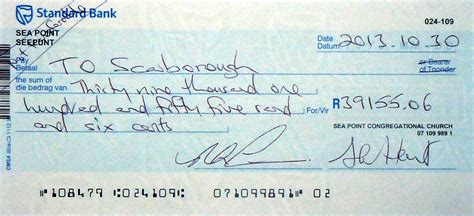 Standard Bank
024-109
SEA POINT
SEEPUNT
Date
Datum 2013.10.30
Pay
Betaal To Scarborough
or Bearer
of Toonder
the sum of
die bedrag van Thirty nine thousand one
hundred and fifty five rand
and six cents
For/Vir R39155.06
SEA POINT CONGREGATIONAL CHURCH
07 109 989 1
108479 024109 071099891 02